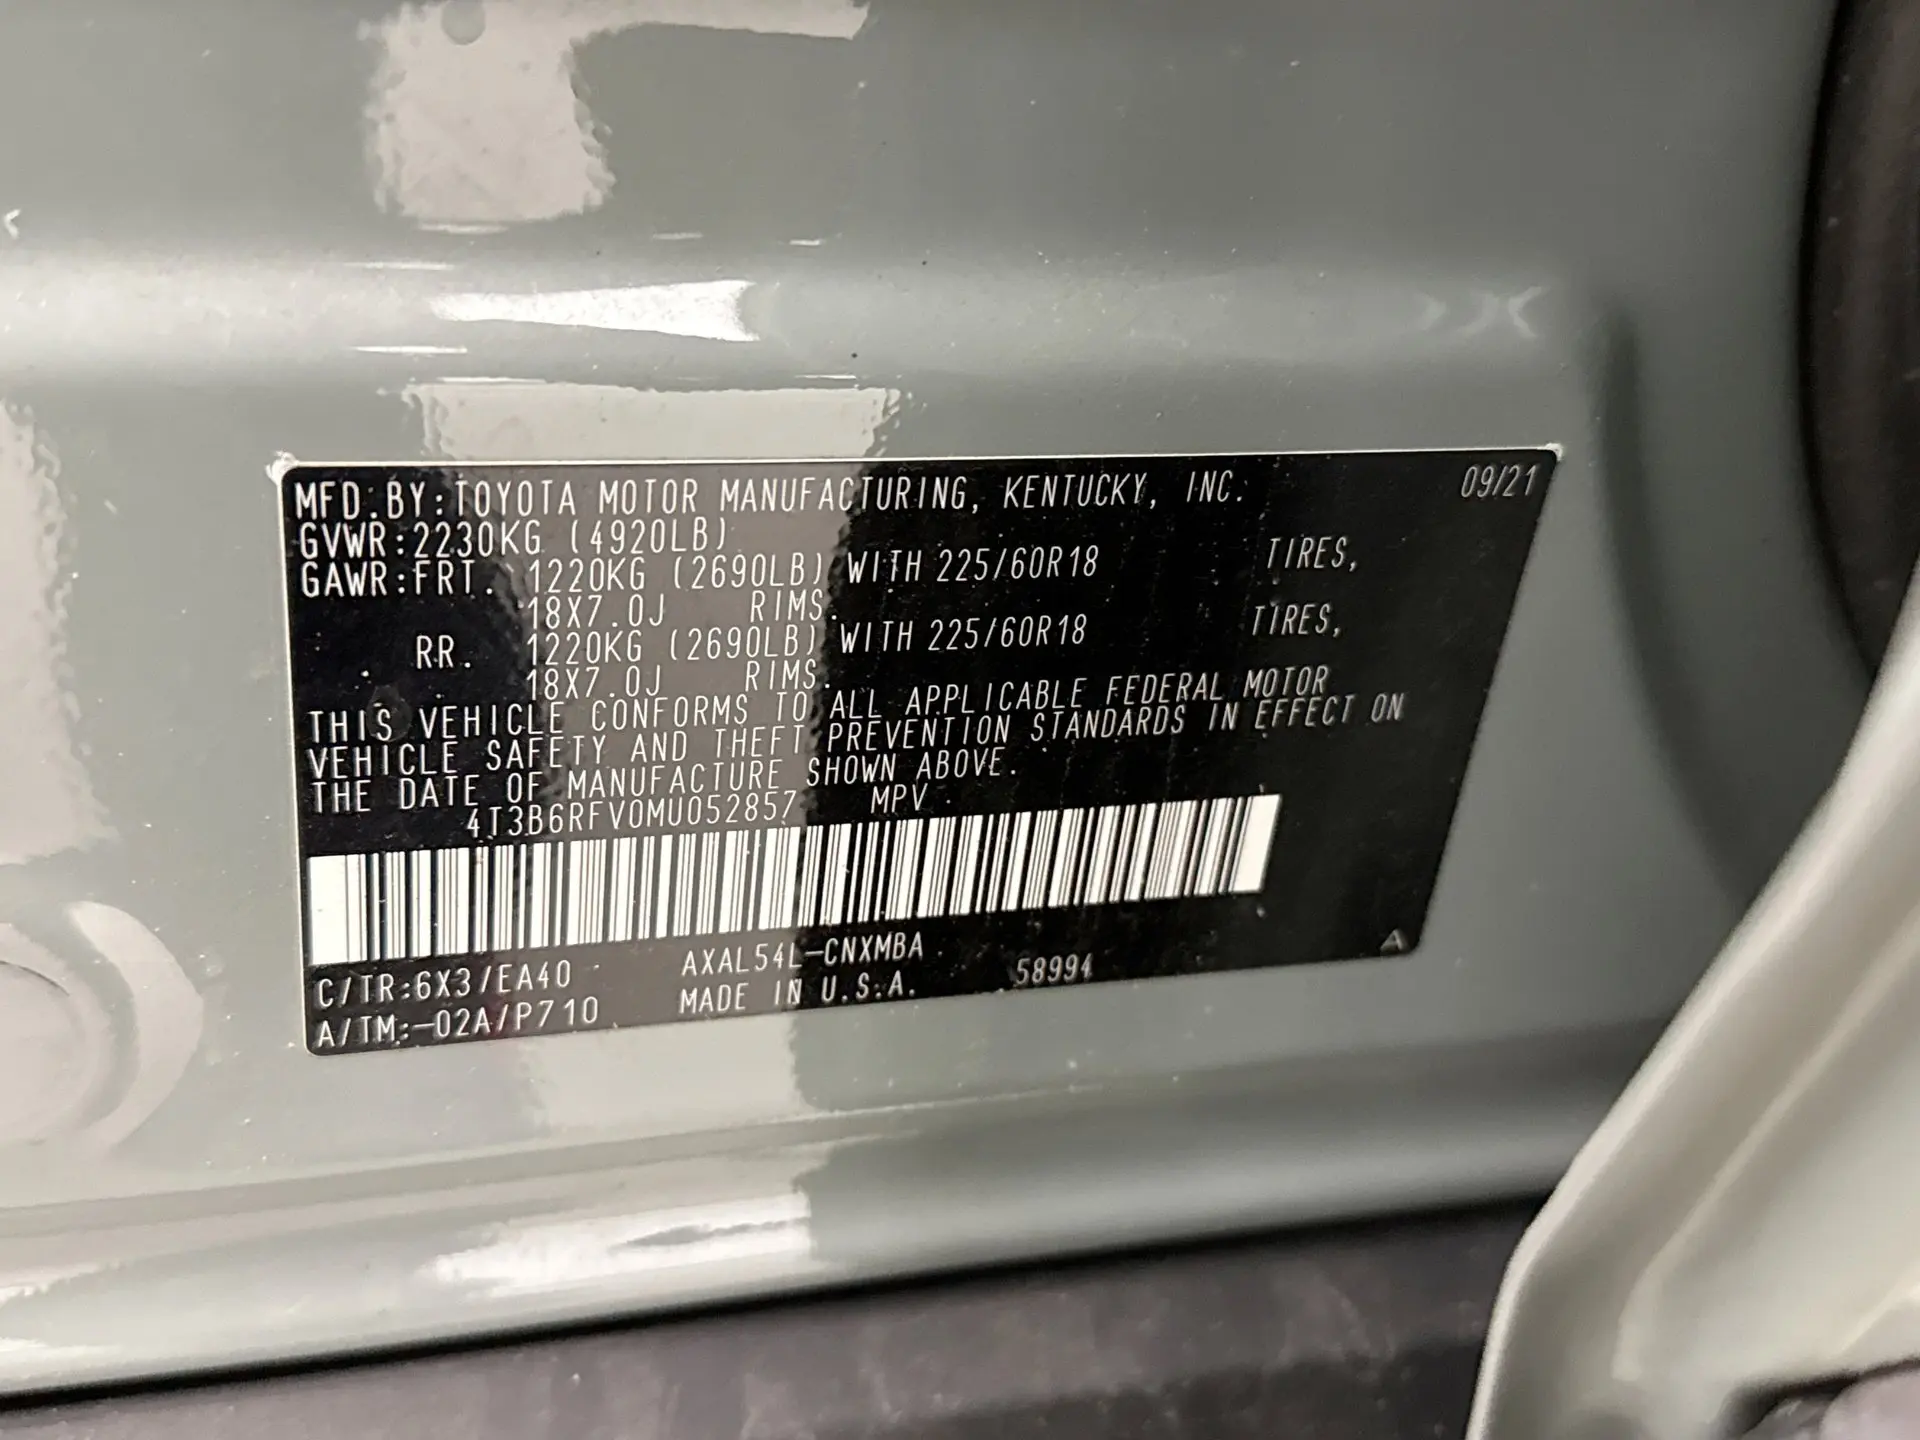 MFD.BY:TOYOTA MOTOR MANUFACTURING, KENTUCKY, INC. 09/21
GVWR:2230KG (4920LB)
GAWR:FRT. 1220KG (2690LB) WITH 225/60R18 TIRES,
18X7.0J RIMS.
RR. 1220KG (2690LB) WITH 225/60R18 TIRES,
18X7.0J RIMS.
THIS VEHICLE CONFORMS TO ALL APPLICABLE FEDERAL MOTOR
VEHICLE SAFETY AND THEFT PREVENTION STANDARDS IN EFFECT ON
THE DATE OF MANUFACTURE SHOWN ABOVE.
4T3B6RFV0MU052857 MPV
C/TR:6X3/EA40 AXAL54L-CNXMBA
A/TM:-02A/P710 MADE IN U.S.A. 58994 A